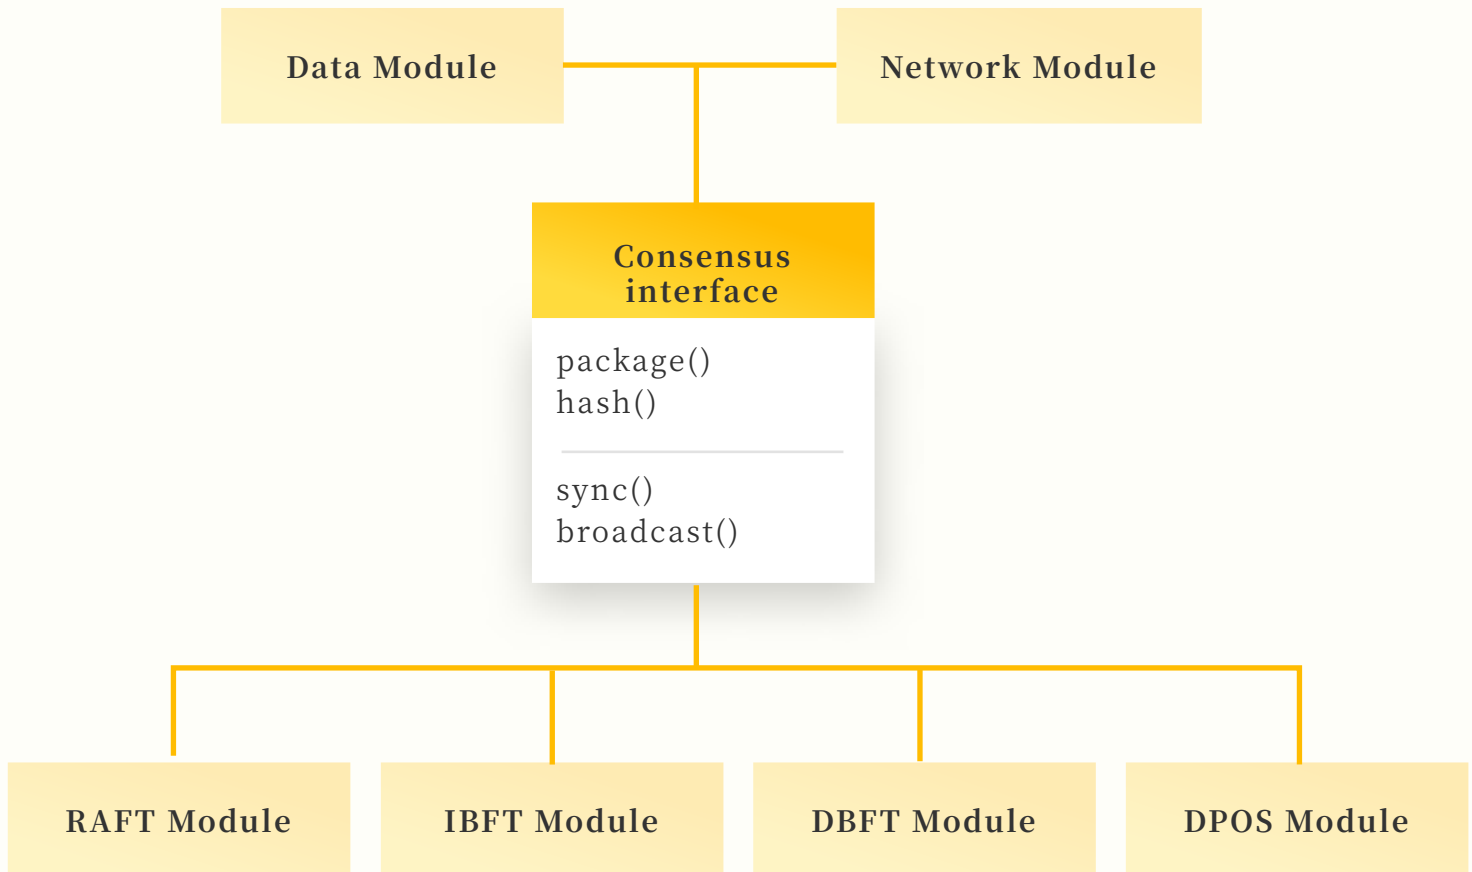 Data Module
Network Module
Consensus
interface
package()
hash()
sync()
broadcast()
RAFT Module
IBFT Module
DBFT Module
DPOS Module